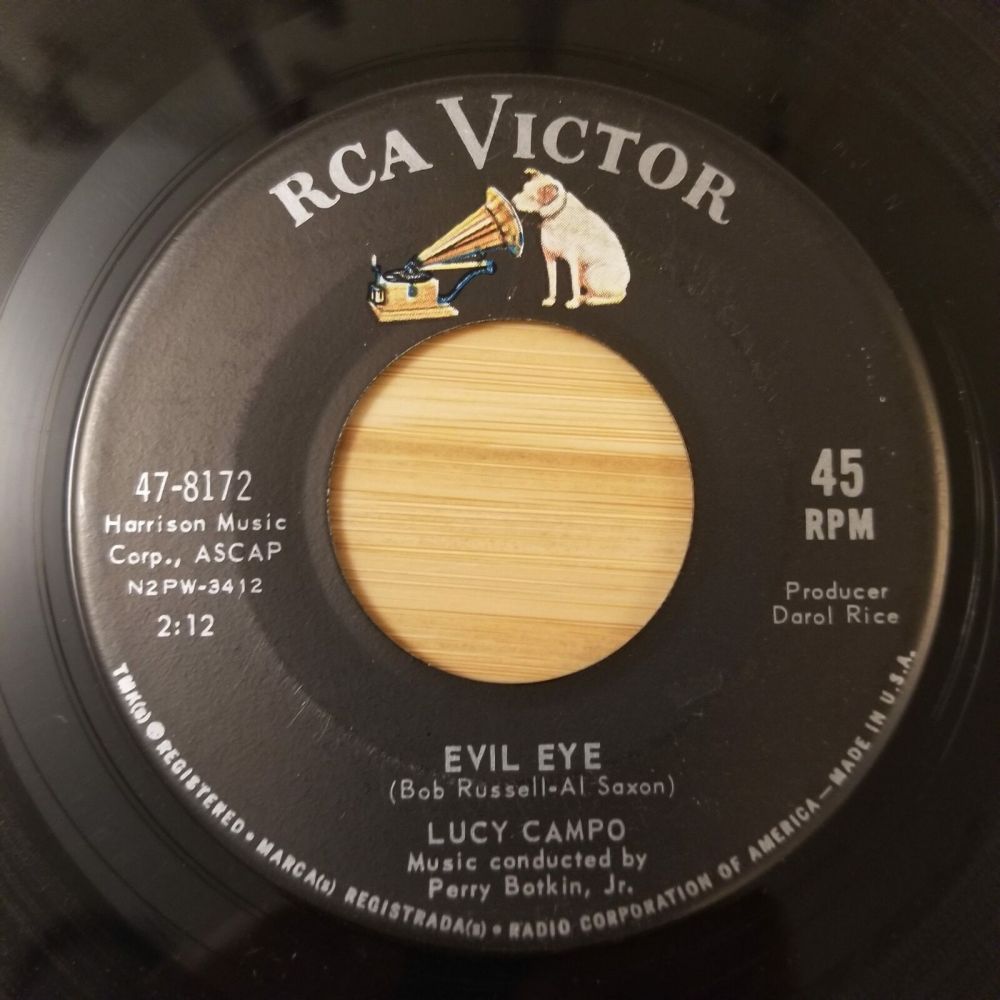 RCA VICTOR
47-8172
Harrison Music
Corp., ASCAP
N2PW-3412
2:12
45
RPM
Producer
Darol Rice
EVIL EYE
(Bob Russell-Al Saxon)
LUCY CAMPO
Music conducted by
Perry Botkin, Jr.
TMK(s) ® REGISTERED • MARCA(s) REGISTRADA(s) • RADIO CORPORATION OF AMERICA—MADE IN U.S.A.